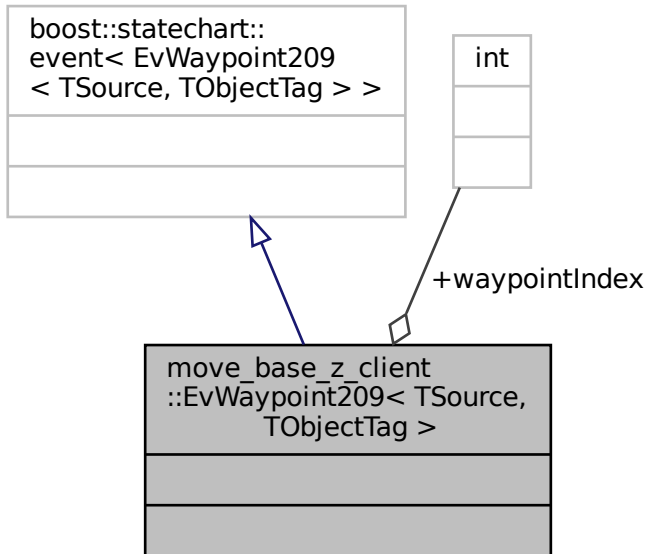 boost::statechart::
event< EvWaypoint209
< TSource, TObjectTag > >
int
+waypointIndex
move_base_z_client
::EvWaypoint209< TSource,
TObjectTag >